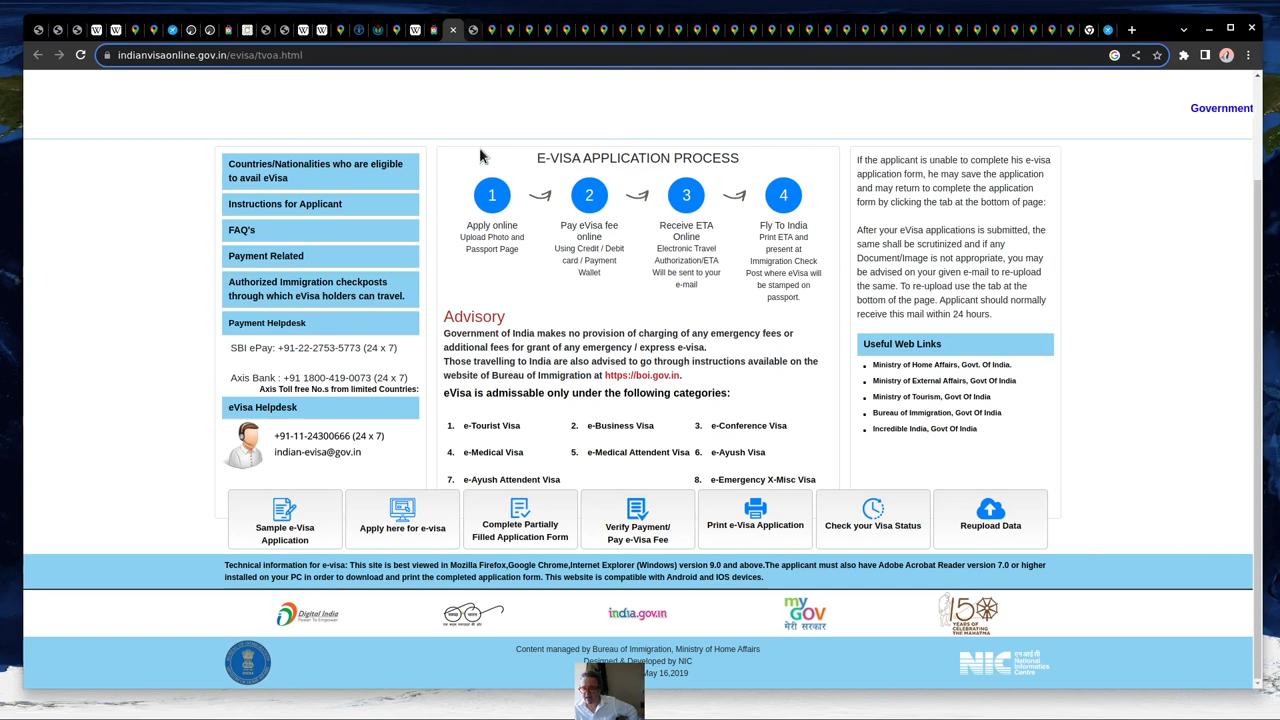 indianvisaonline.gov.in/evisa/tvoa.html
Government
Countries/Nationalities who are eligible
to avail eVisa
Instructions for Applicant
FAQ's
Payment Related
Authorized Immigration checkposts
through which eVisa holders can travel.
Payment Helpdesk
SBI ePay: +91-22-2753-5773 (24 x 7)
Axis Bank : +91 1800-419-0073 (24 x 7)
Axis Toll free No.s from limited Countries:
eVisa Helpdesk
+91-11-24300666 (24 x 7)
indian-evisa@gov.in
E-VISA APPLICATION PROCESS
1 2 3 4
Apply online
Upload Photo and
Passport Page
Pay eVisa fee
online
Using Credit / Debit
card / Payment
Wallet
Receive ETA
Online
Electronic Travel
Authorization/ETA
Will be sent to your
e-mail
Fly To India
Print ETA and
present at
Immigration Check
Post where eVisa will
be stamped on
passport.
Advisory
Government of India makes no provision of charging of any emergency fees or
additional fees for grant of any emergency / express e-visa.
Those travelling to India are also advised to go through instructions available on the
website of Bureau of Immigration at https://boi.gov.in.
eVisa is admissable only under the following categories:
1. e-Tourist Visa 2. e-Business Visa 3. e-Conference Visa
4. e-Medical Visa 5. e-Medical Attendent Visa 6. e-Ayush Visa
7. e-Ayush Attendent Visa 8. e-Emergency X-Misc Visa
If the applicant is unable to complete his e-visa
application form, he may save the application
and may return to complete the application
form by clicking the tab at the bottom of page:
After your eVisa applications is submitted, the
same shall be scrutinized and if any
Document/Image is not appropriate, you may
be advised on your given e-mail to re-upload
the same. To re-upload use the tab at the
bottom of the page. Applicant should normally
receive this mail within 24 hours.
Useful Web Links
Ministry of Home Affairs, Govt. Of India.
Ministry of External Affairs, Govt Of India
Ministry of Tourism, Govt Of India
Bureau of Immigration, Govt Of India
Incredible India, Govt Of India
Sample e-Visa
Application
Apply here for e-visa
Complete Partially
Filled Application Form
Verify Payment/
Pay e-Visa Fee
Print e-Visa Application
Check your Visa Status
Reupload Data
Technical information for e-visa: This site is best viewed in Mozilla Firefox,Google Chrome,Internet Explorer (Windows) version 9.0 and above.The applicant must also have Adobe Acrobat Reader version 7.0 or higher
installed on your PC in order to download and print the completed application form. This website is compatible with Android and IOS devices.
Digital India
Power To Empower
india.gov.in
my
GOV
मेरी सरकार
150
YEARS OF
CELEBRATING
THE MAHATMA
Content managed by Bureau of Immigration, Ministry of Home Affairs
Designed & Developed by NIC
May 16,2019
NIC
एन आई सी
National
Informatics
Centre